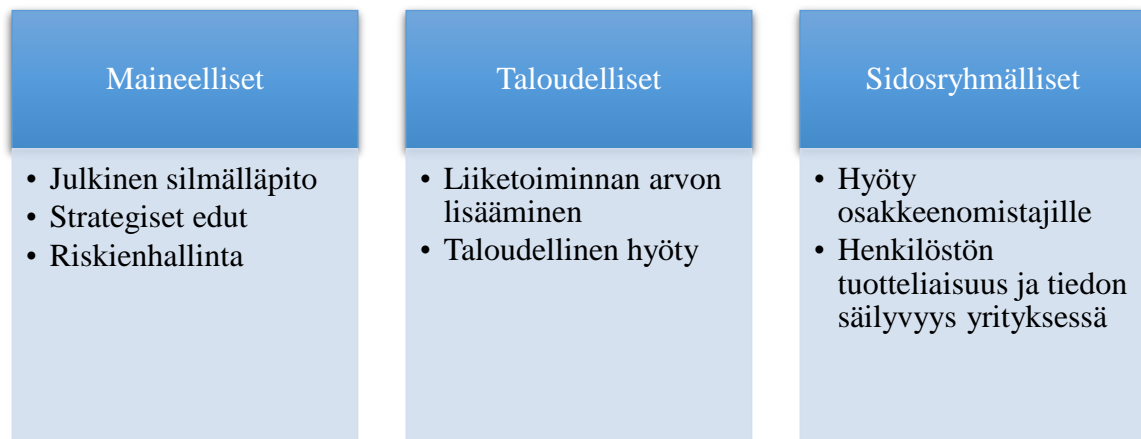 Maineelliset
• Julkinen silmälläpito
• Strategiset edut
• Riskienhallinta
Taloudelliset
• Liiketoiminnan arvon
lisääminen
• Taloudellinen hyöty
Sidosryhmälliset
• Hyöty
osakkeenomistajille
• Henkilöstön
tuotteliaisuus ja tiedon
säilyvyys yrityksessä